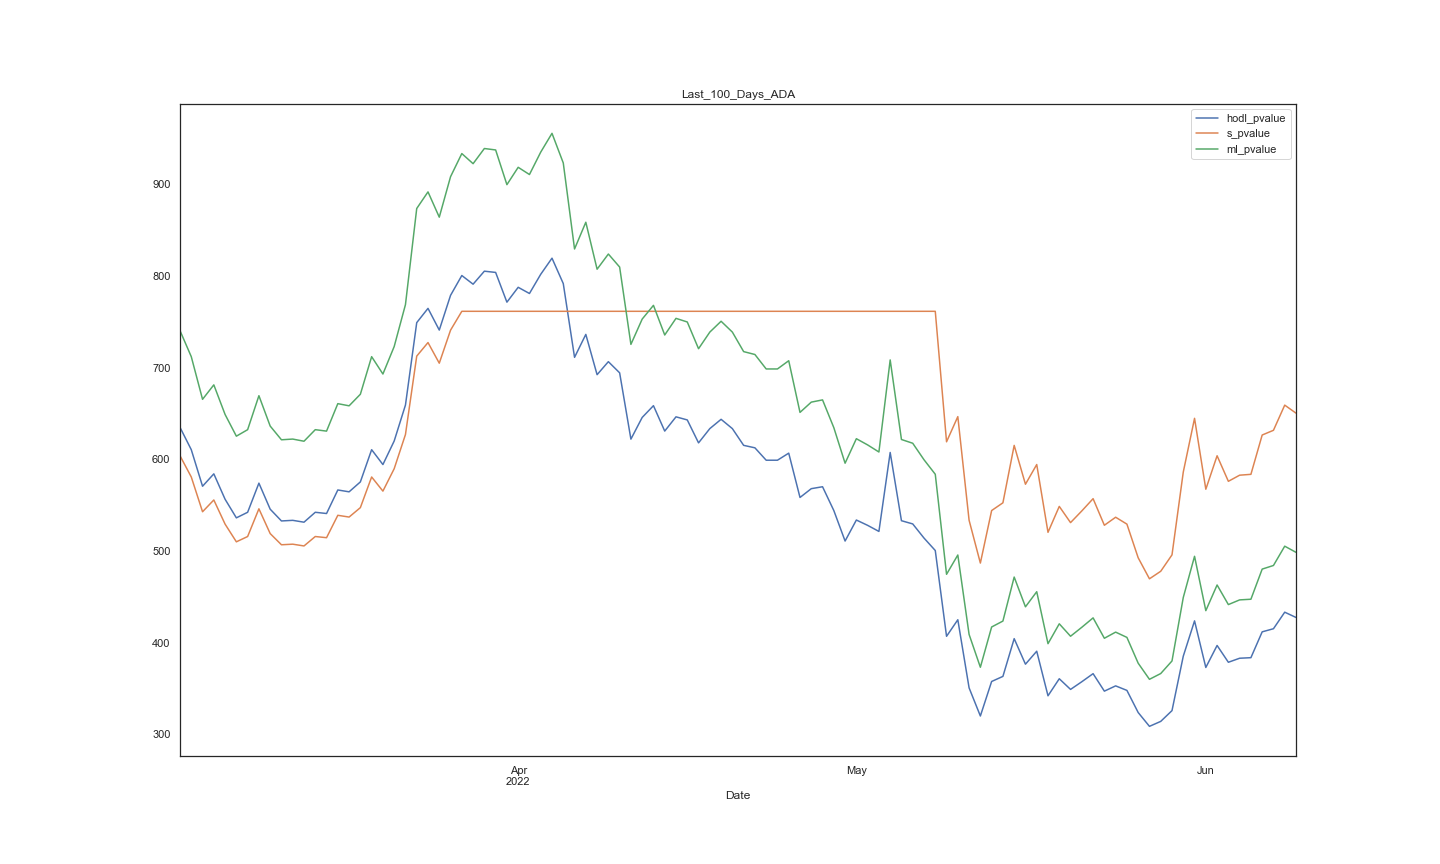 Last_100_Days_ADA
hodl_pvalue
s_pvalue
ml_pvalue
900
800
700
600
500
400
300
Apr
2022
May
Jun
Date